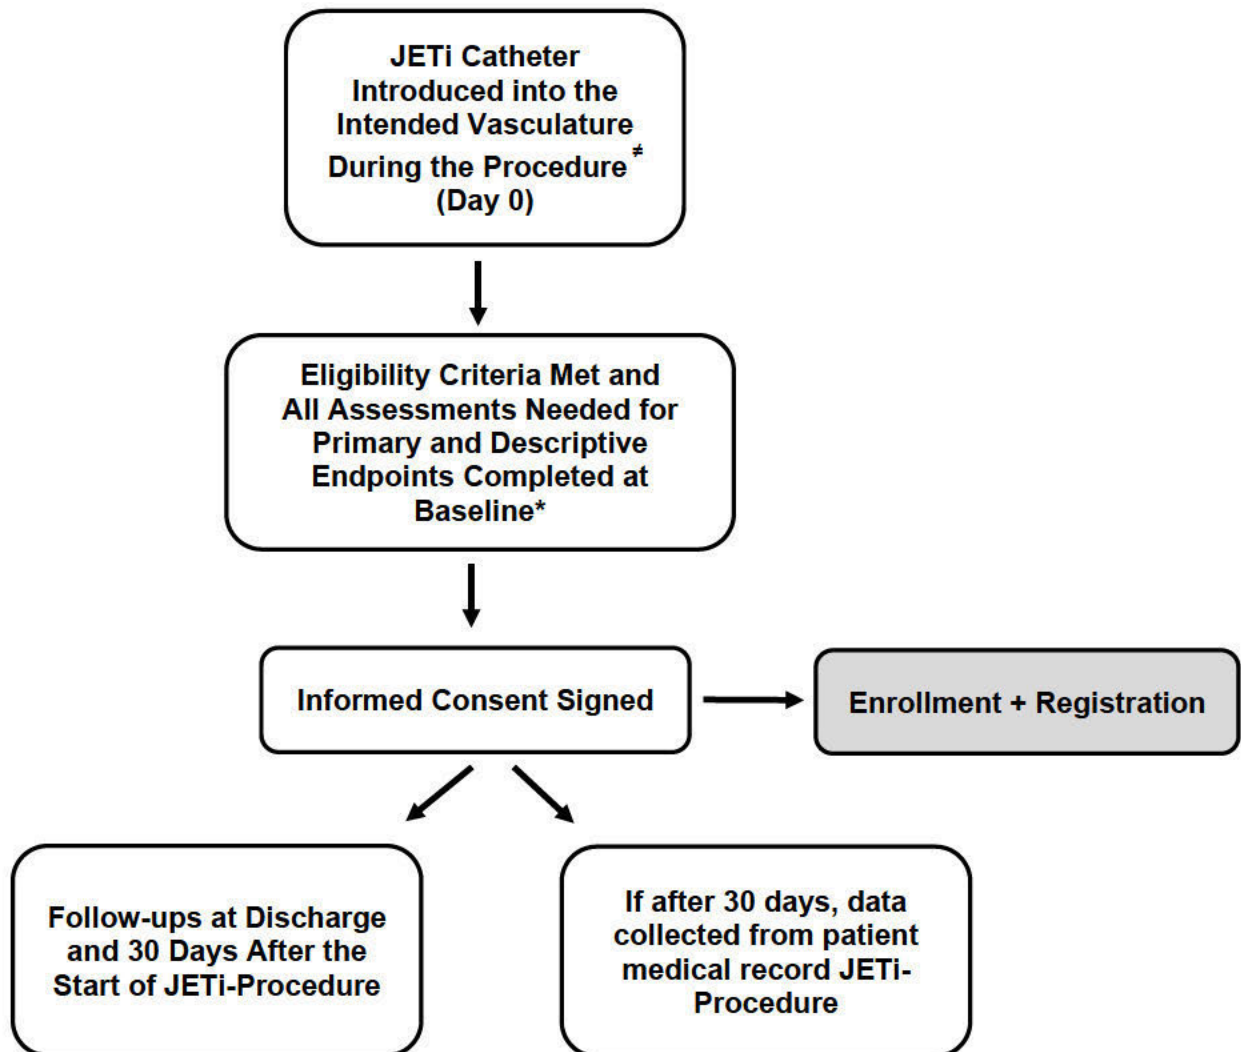 JETi Catheter
Introduced into the
Intended Vasculature
During the Procedure≠
(Day 0)
Eligibility Criteria Met and
All Assessments Needed for
Primary and Descriptive
Endpoints Completed at
Baseline*
Informed Consent Signed
Enrollment + Registration
Follow-ups at Discharge
and 30 Days After the
Start of JETi-Procedure
If after 30 days, data
collected from patient
medical record JETi-
Procedure